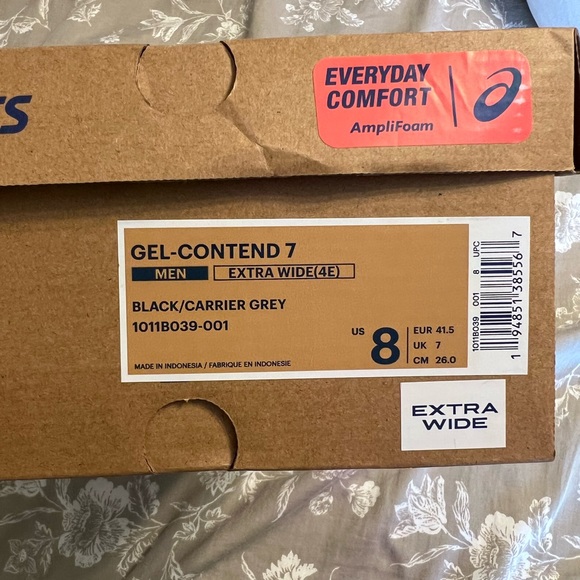 EVERYDAY
COMFORT
AmpliFoam
GEL-CONTEND 7
MEN
EXTRA WIDE(4E)
BLACK/CARRIER GREY
1011B039-001
US 8
EUR 41.5
UK 7
CM 26.0
MADE IN INDONESIA / FABRIQUE EN INDONESIE
1011B039 001 8 UPC
1 94851 38556 7
EXTRA
WIDE